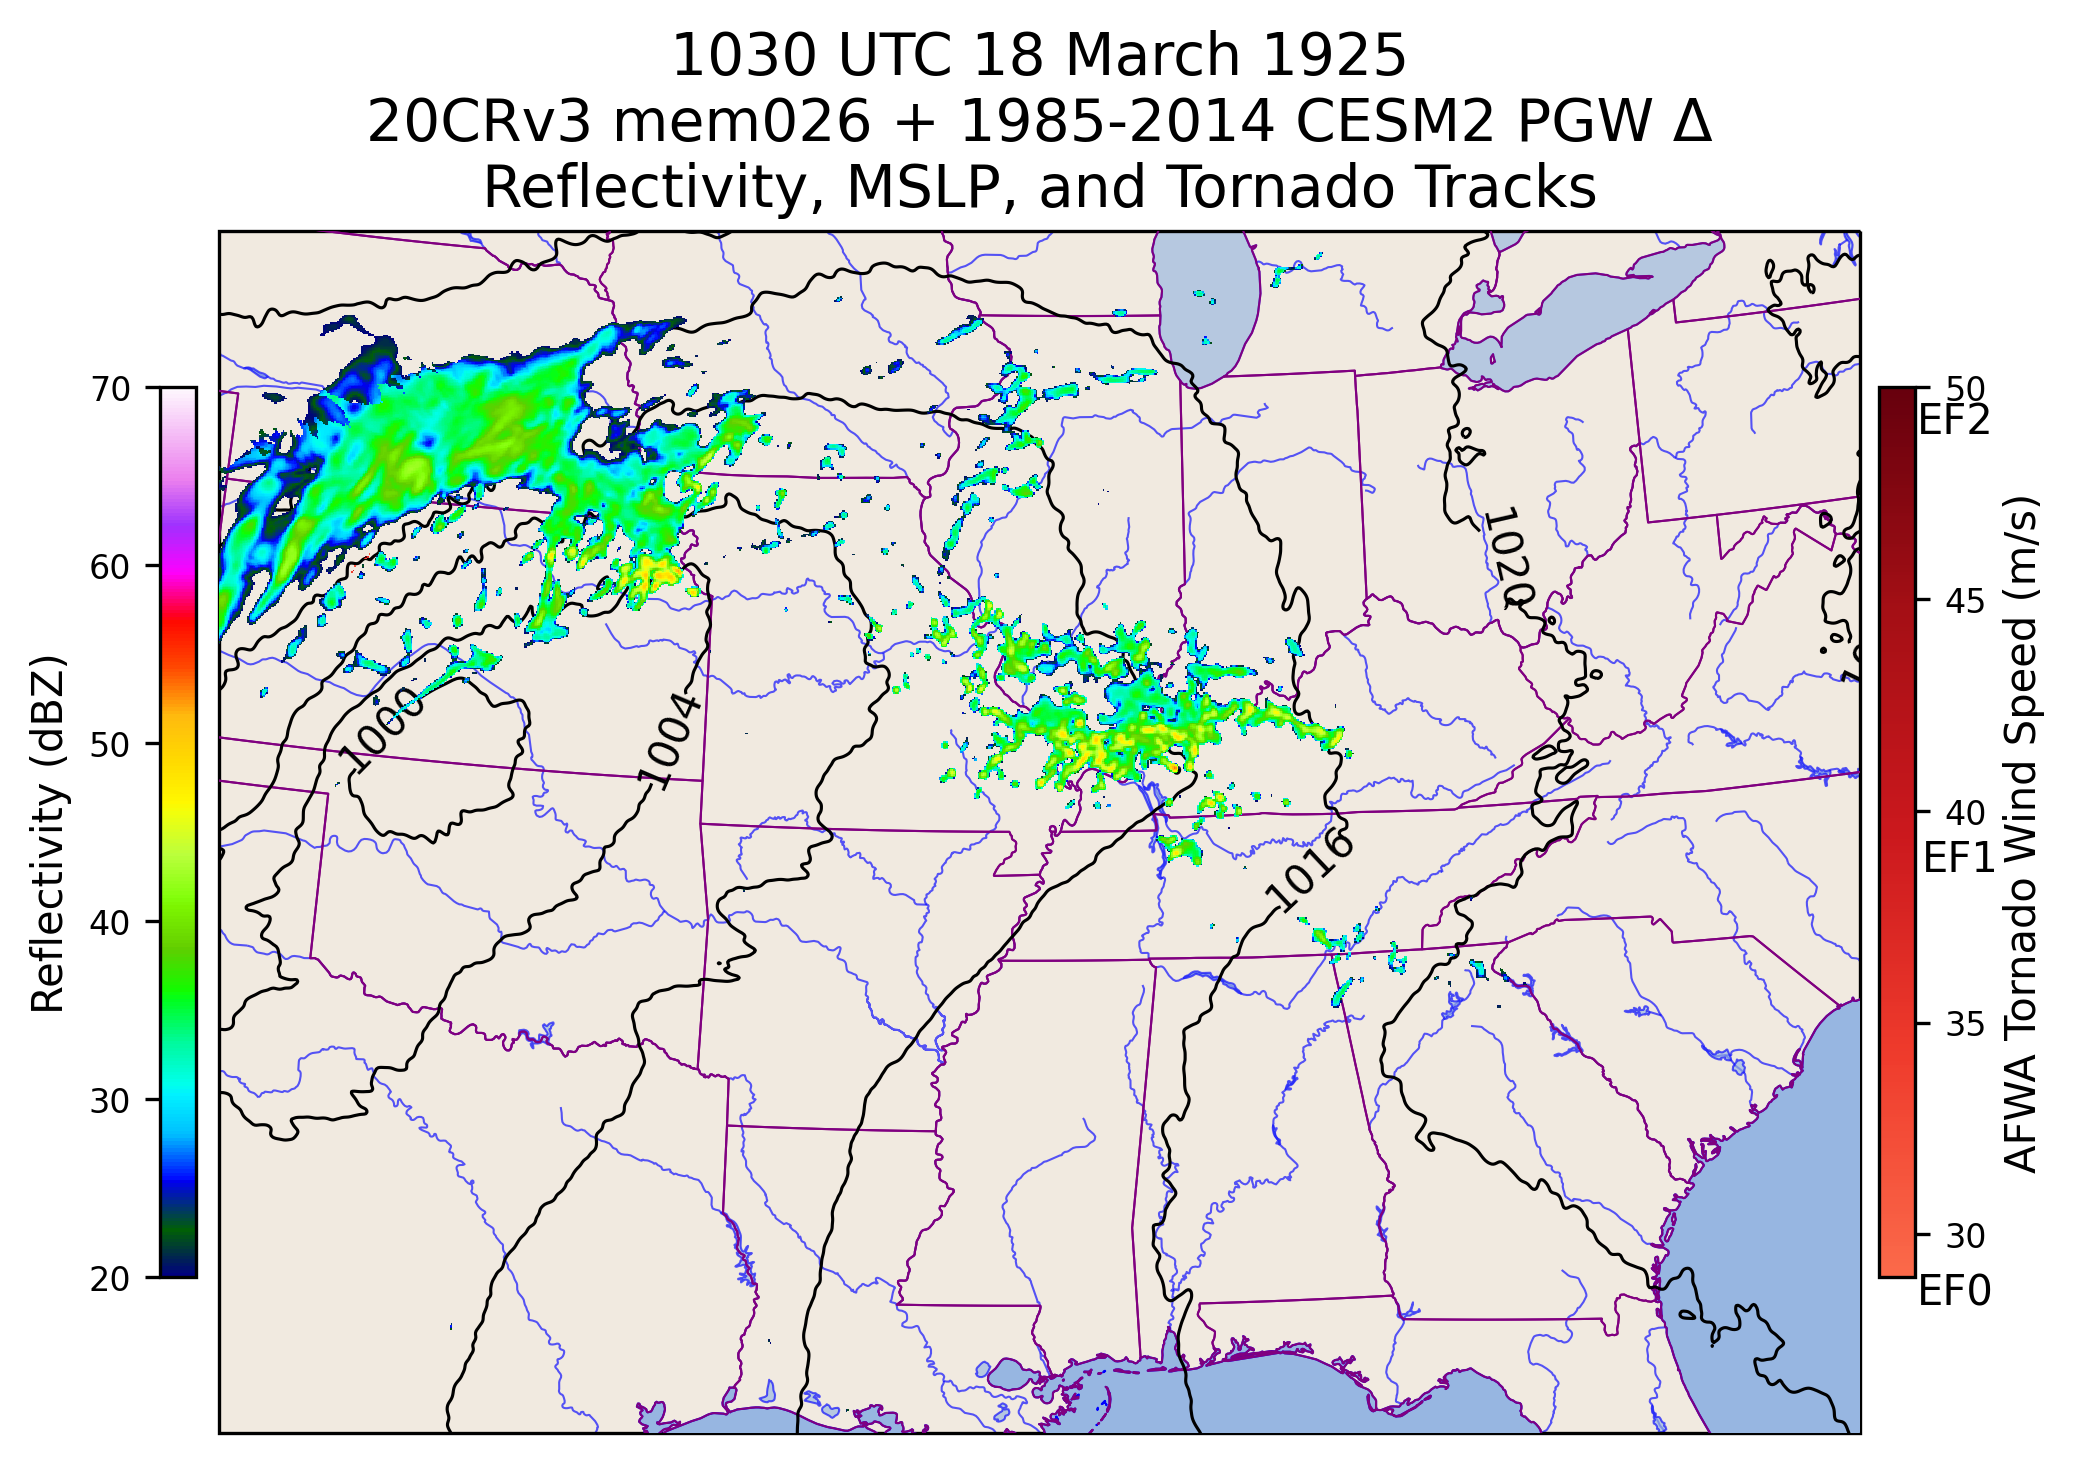 1030 UTC 18 March 1925
20CRv3 mem026 + 1985-2014 CESM2 PGW Δ
Reflectivity, MSLP, and Tornado Tracks
70
60
50
40
30
20
Reflectivity (dBZ)
1000
1004
1016
1020
50
EF2
45
40
EF1
35
30
EF0
AFWA Tornado Wind Speed (m/s)